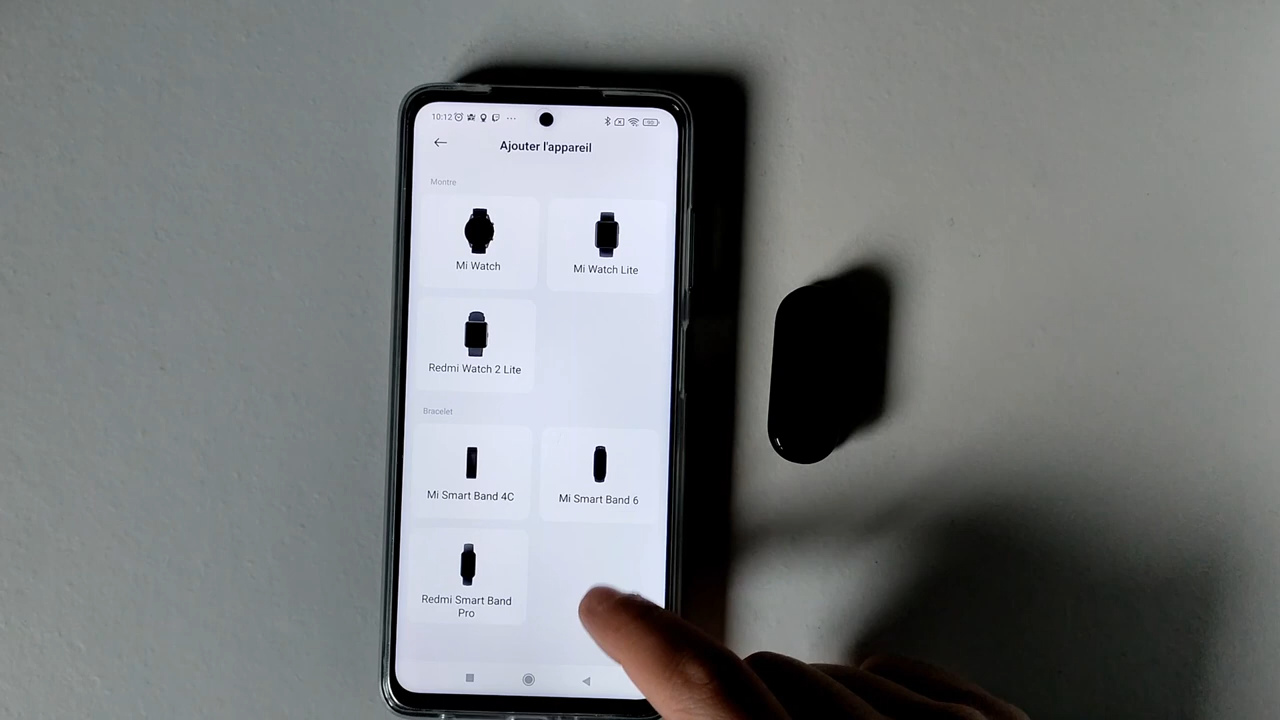 10:12
90
Ajouter l'appareil
Montre
Mi Watch
Mi Watch Lite
Redmi Watch 2 Lite
Bracelet
Mi Smart Band 4C
Mi Smart Band 6
Redmi Smart Band
Pro